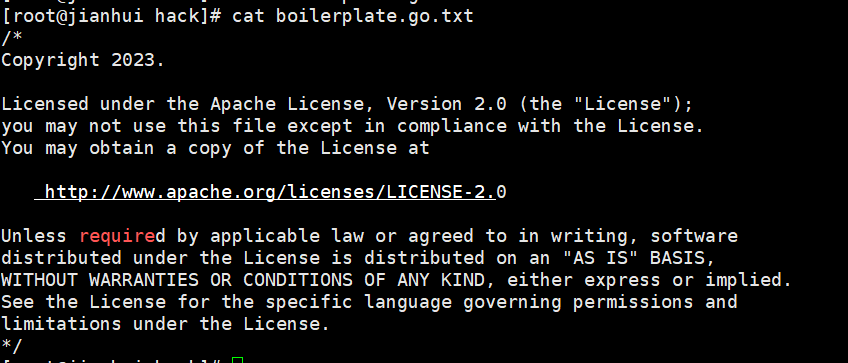 [root@jianhui hack]# cat boilerplate.go.txt
/*
Copyright 2023.
Licensed under the Apache License, Version 2.0 (the "License");
you may not use this file except in compliance with the License.
You may obtain a copy of the License at
http://www.apache.org/licenses/LICENSE-2.0
Unless required by applicable law or agreed to in writing, software
distributed under the License is distributed on an "AS IS" BASIS,
WITHOUT WARRANTIES OR CONDITIONS OF ANY KIND, either express or implied.
See the License for the specific language governing permissions and
limitations under the License.
*/